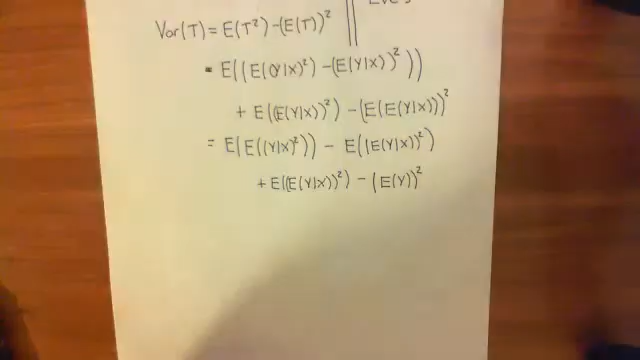 Var(T) = E(T²) - (E(T))²
= E((E(Y|X)²) - (E(Y|X))²))
+ E((E(Y|X))²) - (E(E(Y|X)))²
= E(E((Y|X)²)) - E((E(Y|X))²)
+ E((E(Y|X))²) - (E(Y))²